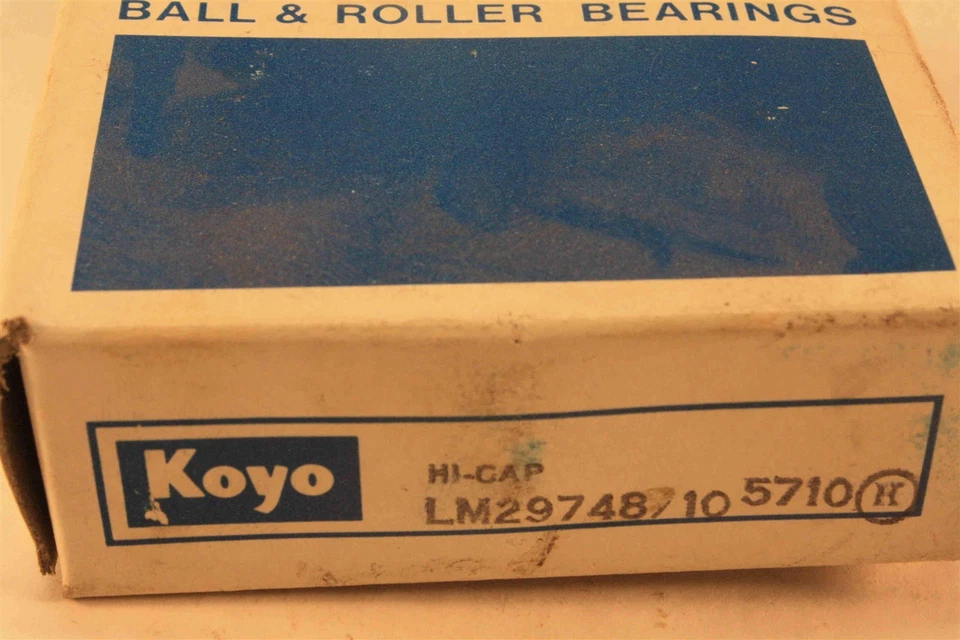 BALL & ROLLER BEARINGS
Koyo
HI-CAP
LM29748/10 5710 H